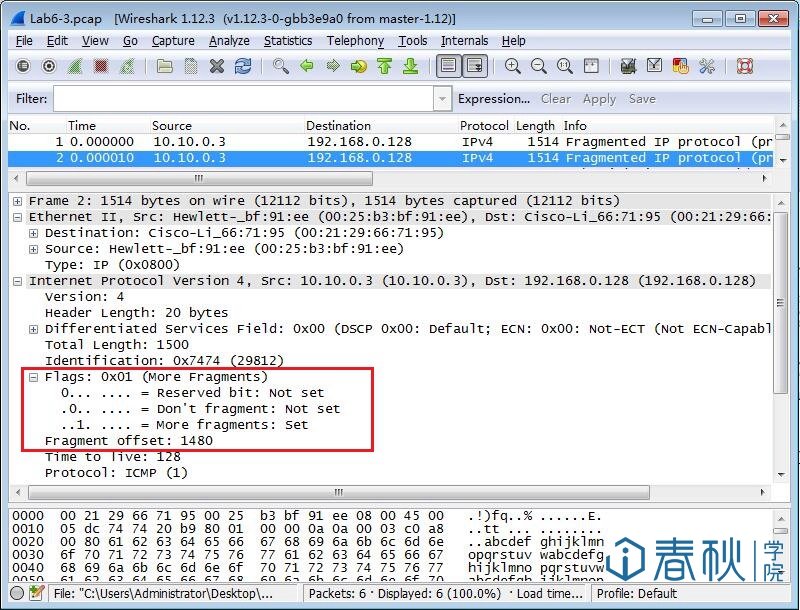 Lab6-3.pcap [Wireshark 1.12.3 (v1.12.3-0-gbb3e9a0 from master-1.12)]
File Edit View Go Capture Analyze Statistics Telephony Tools Internals Help
Filter: Expression... Clear Apply Save
No. Time Source Destination Protocol Length Info
1 0.000000 10.10.0.3 192.168.0.128 IPv4 1514 Fragmented IP protocol (pr
2 0.000010 10.10.0.3 192.168.0.128 IPv4 1514 Fragmented IP protocol (pr
Frame 2: 1514 bytes on wire (12112 bits), 1514 bytes captured (12112 bits)
Ethernet II, Src: Hewlett-_bf:91:ee (00:25:b3:bf:91:ee), Dst: Cisco-Li_66:71:95 (00:21:29:66:
Destination: Cisco-Li_66:71:95 (00:21:29:66:71:95)
Source: Hewlett-_bf:91:ee (00:25:b3:bf:91:ee)
Type: IP (0x0800)
Internet Protocol Version 4, Src: 10.10.0.3 (10.10.0.3), Dst: 192.168.0.128 (192.168.0.128)
Version: 4
Header Length: 20 bytes
Differentiated Services Field: 0x00 (DSCP 0x00: Default; ECN: 0x00: Not-ECT (Not ECN-Capabl
Total Length: 1500
Identification: 0x7474 (29812)
Flags: 0x01 (More Fragments)
0... .... = Reserved bit: Not set
.0.. .... = Don't fragment: Not set
..1. .... = More fragments: Set
Fragment offset: 1480
Time to live: 128
Protocol: ICMP (1)
0000 00 21 29 66 71 95 00 25 b3 bf 91 ee 08 00 45 00 .!)fq..% ......E.
0010 05 dc 74 74 20 b9 80 01 00 00 0a 0a 00 03 c0 a8 ..tt ... ........
0020 00 80 61 62 63 64 65 66 67 68 69 6a 6b 6c 6d 6e ..abcdef ghijklmn
0030 6f 70 71 72 73 74 75 76 77 61 62 63 64 65 66 67 opqrstuv wabcdefg
0040 68 69 6a 6b 6c 6d 6e 6f 70 71 72 73 74 75 76 77 hijklmno pqrstuvw
0050 61 62 63 64 65 66 67 68 69 6a 6b 6c 6d 6e 6f 70
春秋 学院
File: "C:\Users\Administrator\Desktop\... Packets: 6 · Displayed: 6 (100.0%) · Load time... Profile: Default